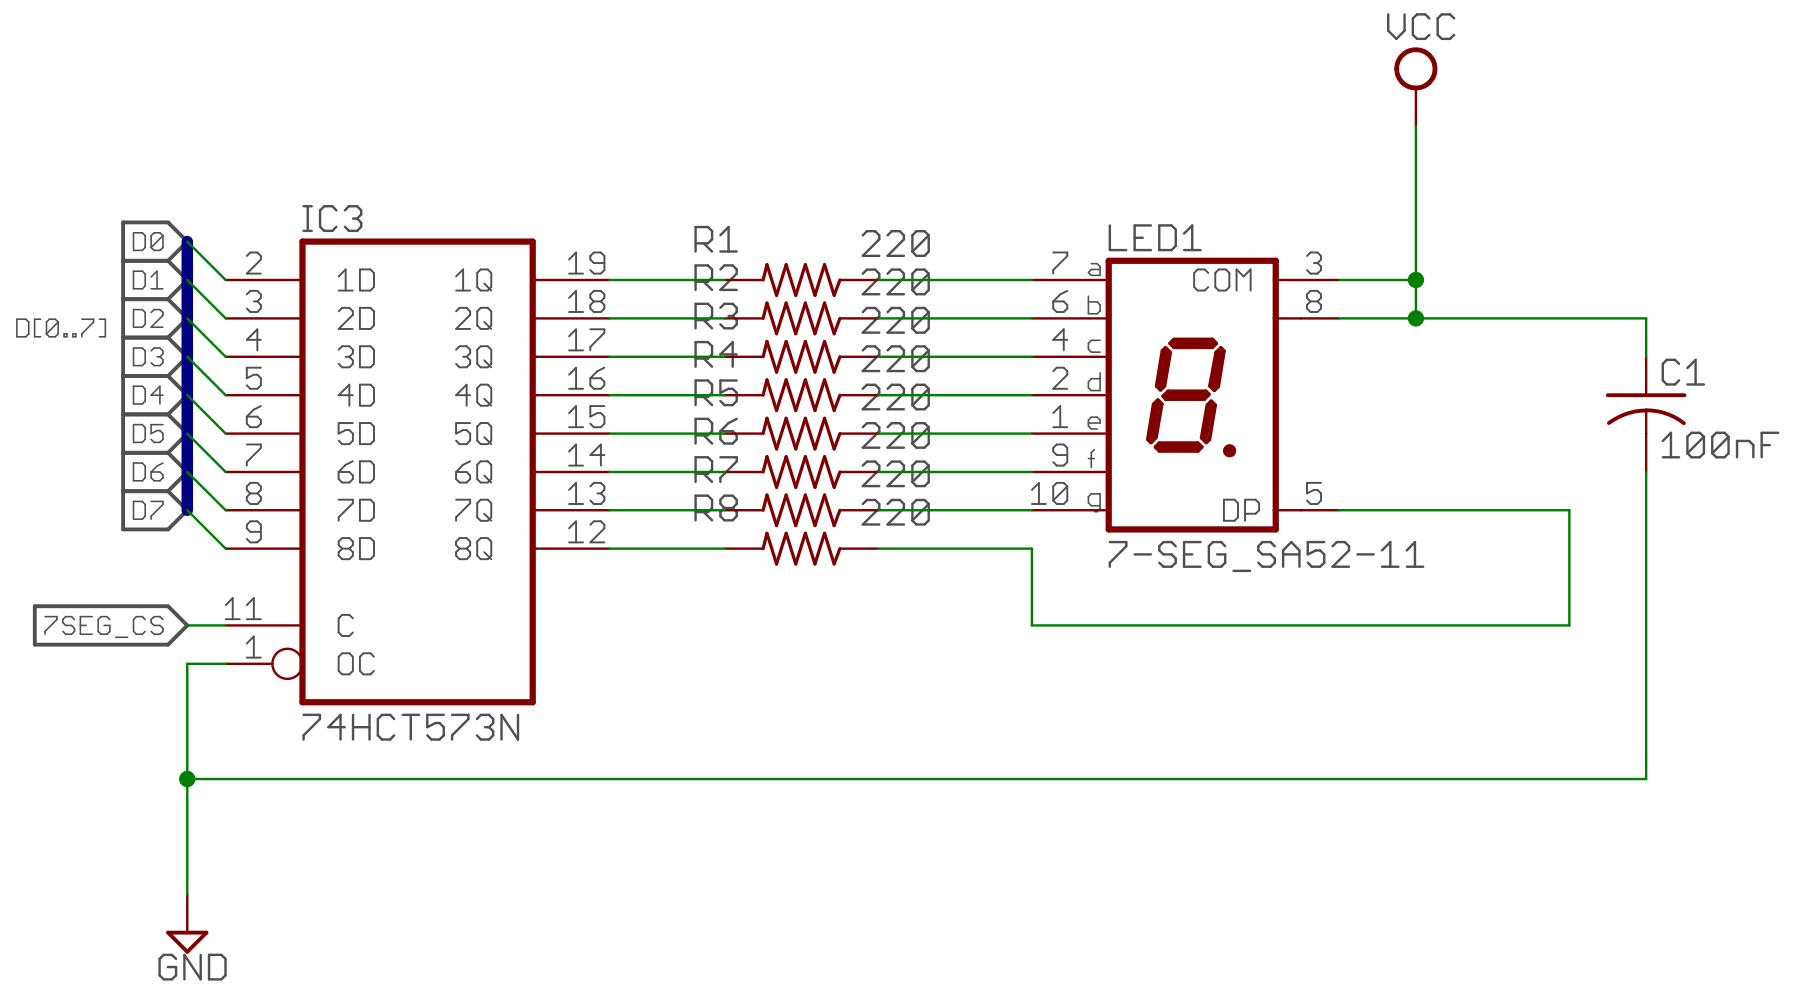 VCC
IC3
D0
D1
D2
D3
D4
D5
D6
D7
D[0..7]
2 1D 1Q 19
3 2D 2Q 18
4 3D 3Q 17
5 4D 4Q 16
6 5D 5Q 15
7 6D 6Q 14
8 7D 7Q 13
9 8D 8Q 12
7SEG_CS 11 C
1 OC
74HCT573N
R1 220
R2 220
R3 220
R4 220
R5 220
R6 220
R7 220
R8 220
LED1
7 a COM 3
6 b 8
4 c
2 d
1 e
9 f
10 g DP 5
7-SEG_SA52-11
C1
100nF
GND